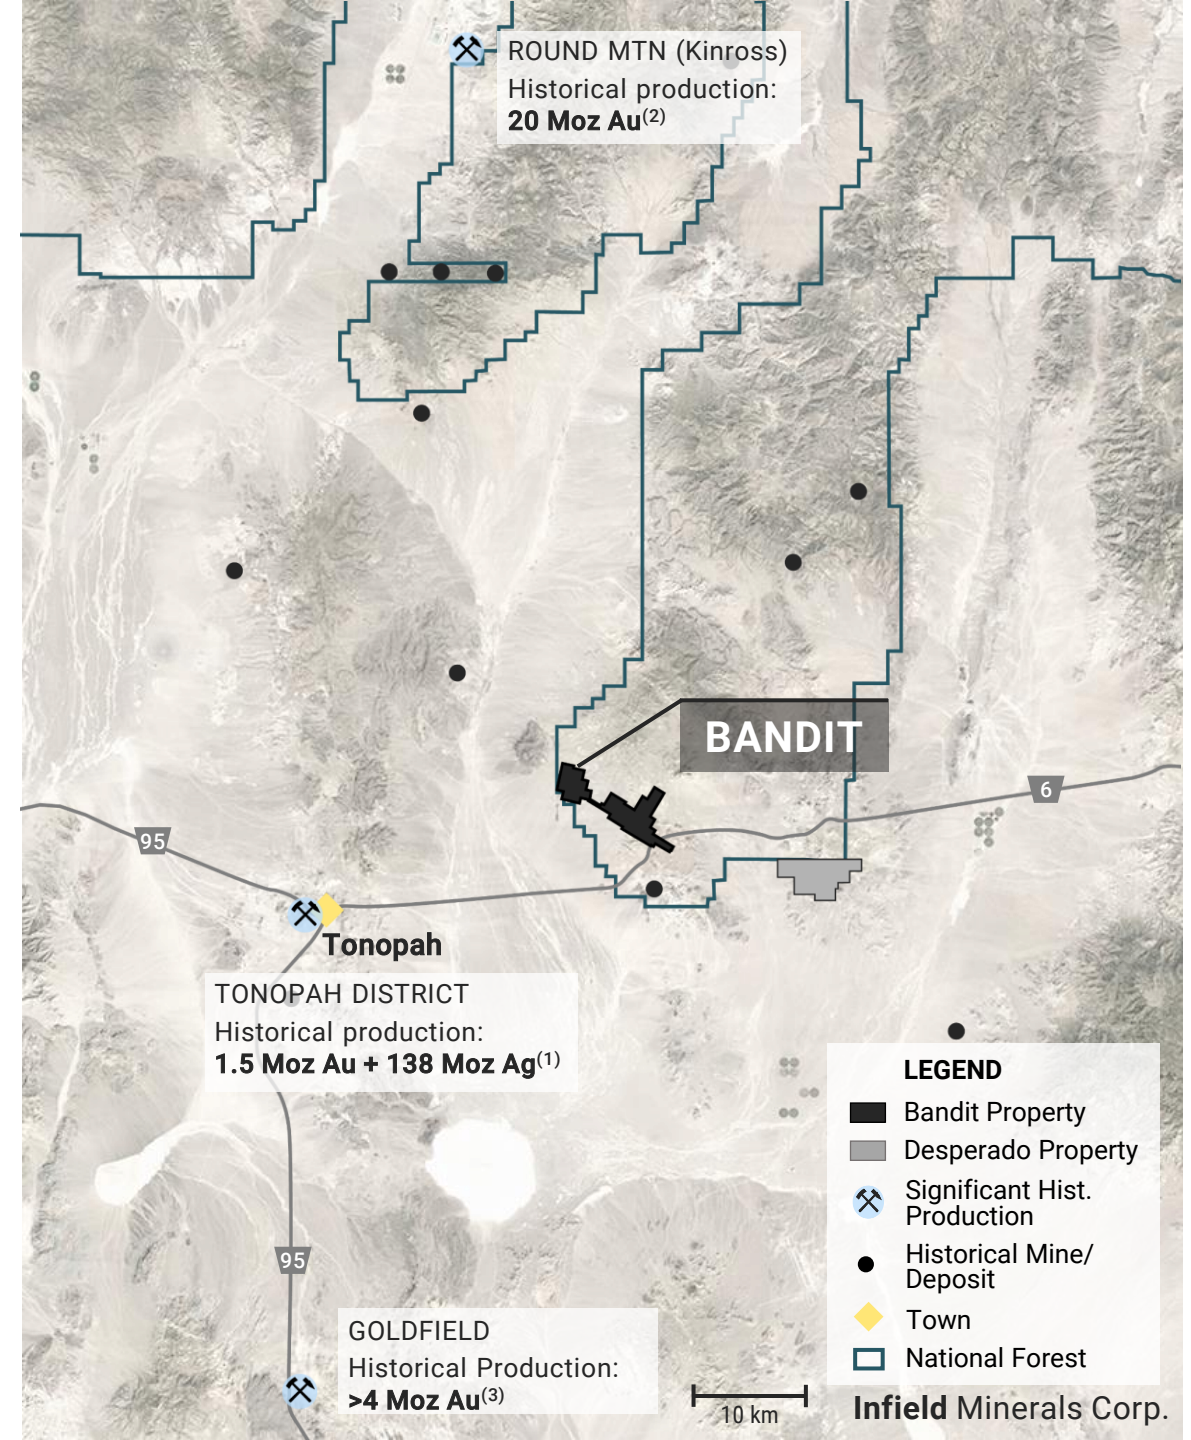 ROUND MTN (Kinross)
Historical production:
20 Moz Au(2)
BANDIT
6
95
Tonopah
TONOPAH DISTRICT
Historical production:
1.5 Moz Au + 138 Moz Ag(1)
95
GOLDFIELD
Historical Production:
>4 Moz Au(3)
LEGEND
Bandit Property
Desperado Property
Significant Hist.
Production
Historical Mine/
Deposit
Town
National Forest
10 km
Infield Minerals Corp.